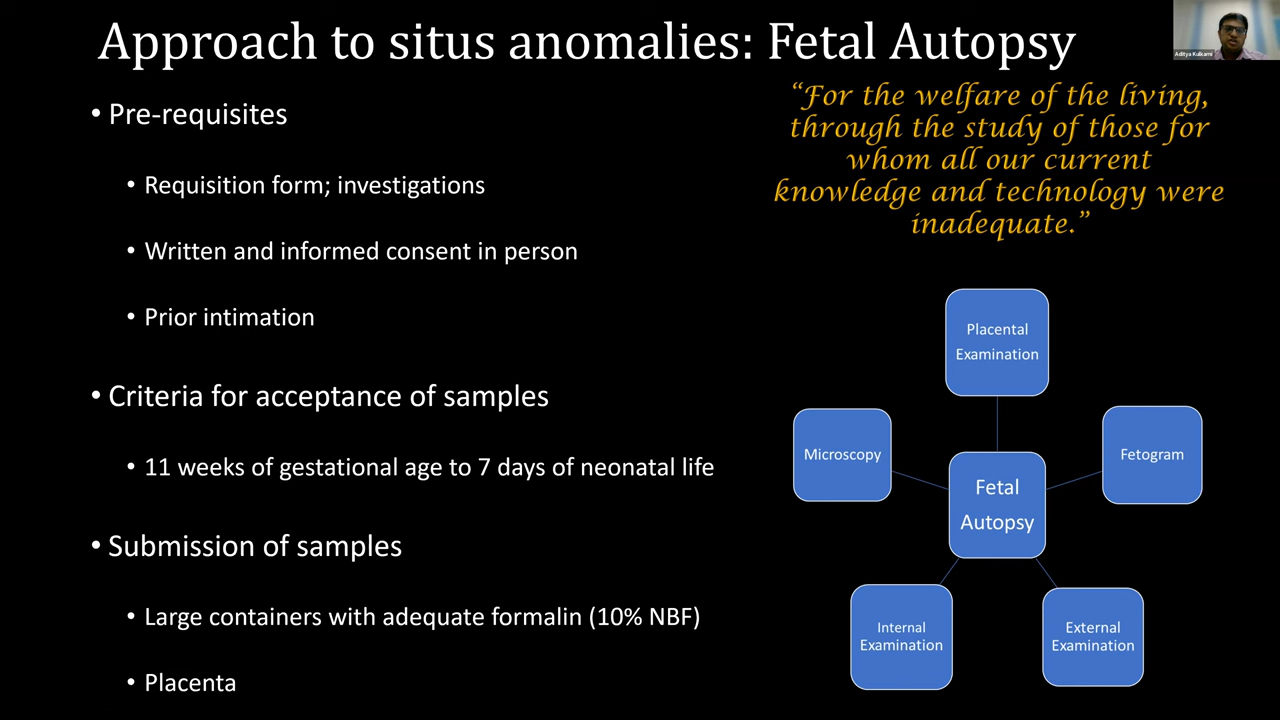 Approach to situs anomalies: Fetal Autopsy
Aditya Kulkarni
• Pre-requisites
• Requisition form; investigations
• Written and informed consent in person
• Prior intimation
• Criteria for acceptance of samples
• 11 weeks of gestational age to 7 days of neonatal life
• Submission of samples
• Large containers with adequate formalin (10% NBF)
• Placenta
“For the welfare of the living,
through the study of those for
whom all our current
knowledge and technology were
inadequate.”
Placental
Examination
Microscopy
Fetogram
Fetal
Autopsy
Internal
Examination
External
Examination